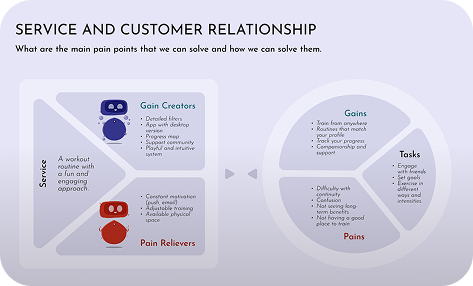 SERVICE AND CUSTOMER RELATIONSHIP
What are the main pain points that we can solve and how we can solve them.
Service
A workout
routine with
a fun and
engaging
approach.
Gain Creators
• Detailed filters
• App with desktop
version
• Progress map
• Support community
• Playful and intuitive
system
• Constant motivation
(push, email)
• Adjustable training
• Available physical
space
Pain Relievers
Gains
• Train from anywhere
• Routines that match
your profile
• Track your progress
• Companionship and
support
Tasks
• Engage
with friends
• Set goals
• Exercise in
different
ways and
intensities
• Difficulty with
continuity
• Confusion
• Not seeing long-
term benefits
• Not having a good
place to train
Pains